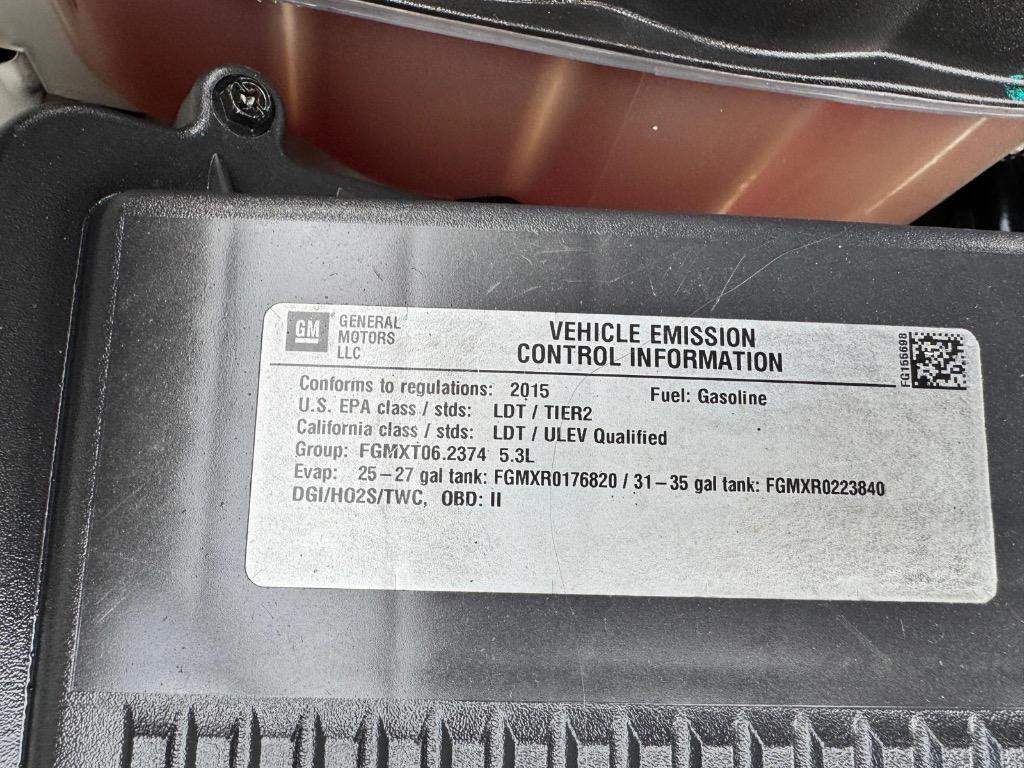 GM
GENERAL
MOTORS
LLC
VEHICLE EMISSION
CONTROL INFORMATION
FG155698
Conforms to regulations: 2015 Fuel: Gasoline
U.S. EPA class / stds: LDT / TIER2
California class / stds: LDT / ULEV Qualified
Group: FGMXT06.2374 5.3L
Evap: 25–27 gal tank: FGMXR0176820 / 31–35 gal tank: FGMXR0223840
DGI/HO2S/TWC, OBD: II